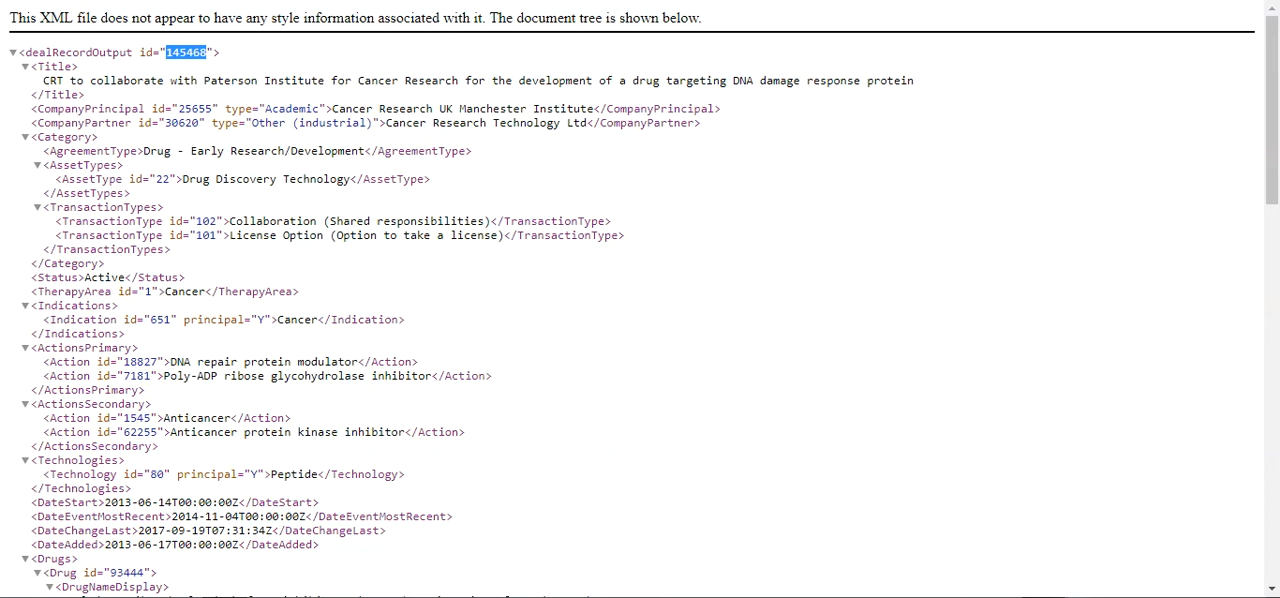 This XML file does not appear to have any style information associated with it. The document tree is shown below.
▼<dealRecordOutput id="145468">
▼<Title>
CRT to collaborate with Paterson Institute for Cancer Research for the development of a drug targeting DNA damage response protein
</Title>
<CompanyPrincipal id="25655" type="Academic">Cancer Research UK Manchester Institute</CompanyPrincipal>
<CompanyPartner id="30620" type="Other (industrial)">Cancer Research Technology Ltd</CompanyPartner>
▼<Category>
<AgreementType>Drug - Early Research/Development</AgreementType>
▼<AssetTypes>
<AssetType id="22">Drug Discovery Technology</AssetType>
</AssetTypes>
▼<TransactionTypes>
<TransactionType id="102">Collaboration (Shared responsibilities)</TransactionType>
<TransactionType id="101">License Option (Option to take a license)</TransactionType>
</TransactionTypes>
</Category>
<Status>Active</Status>
<TherapyArea id="1">Cancer</TherapyArea>
▼<Indications>
<Indication id="651" principal="Y">Cancer</Indication>
</Indications>
▼<ActionsPrimary>
<Action id="18827">DNA repair protein modulator</Action>
<Action id="7181">Poly-ADP ribose glycohydrolase inhibitor</Action>
</ActionsPrimary>
▼<ActionsSecondary>
<Action id="1545">Anticancer</Action>
<Action id="62255">Anticancer protein kinase inhibitor</Action>
</ActionsSecondary>
▼<Technologies>
<Technology id="80" principal="Y">Peptide</Technology>
</Technologies>
<DateStart>2013-06-14T00:00:00Z</DateStart>
<DateEventMostRecent>2014-11-04T00:00:00Z</DateEventMostRecent>
<DateChangeLast>2017-09-19T07:31:34Z</DateChangeLast>
<DateAdded>2013-06-17T00:00:00Z</DateAdded>
▼<Drugs>
▼<Drug id="93444">
▼<DrugNameDisplay>